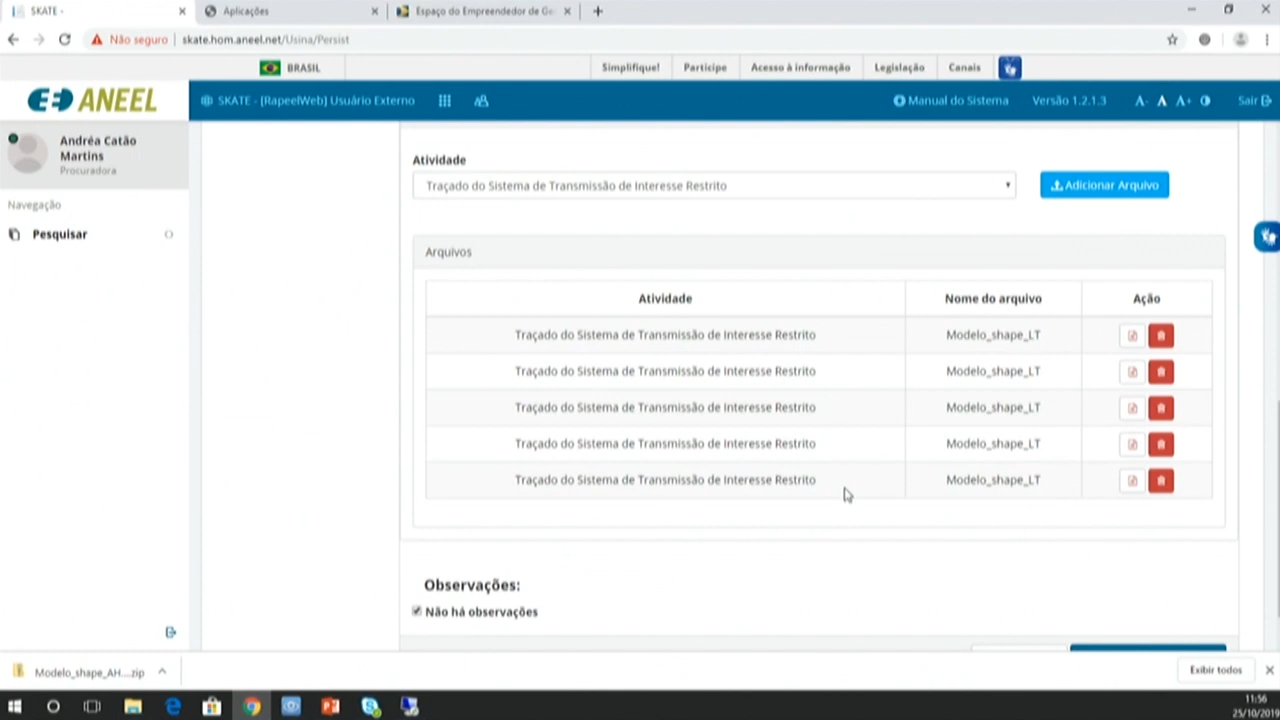 SKATE -
Aplicações
Espaço do Empreendedor de Ge
Não seguro
skate.hom.aneel.net/Usina/Persist
BRASIL
Simplifique!
Participe
Acesso à informação
Legislação
Canais
ANEEL
SKATE - [RapeelWeb] Usuário Externo
Manual do Sistema
Versão 1.2.1.3
A-
A
A+
Sair
Andréa Catão
Martins
Procuradora
Navegação
Pesquisar
Atividade
Traçado do Sistema de Transmissão de Interesse Restrito
Adicionar Arquivo
Arquivos
Atividade Nome do arquivo Ação
Traçado do Sistema de Transmissão de Interesse Restrito Modelo_shape_LT
Traçado do Sistema de Transmissão de Interesse Restrito Modelo_shape_LT
Traçado do Sistema de Transmissão de Interesse Restrito Modelo_shape_LT
Traçado do Sistema de Transmissão de Interesse Restrito Modelo_shape_LT
Traçado do Sistema de Transmissão de Interesse Restrito Modelo_shape_LT
Observações:
Não há observações
Modelo_shape_AH....zip
Exibir todos
11:56
25/10/2019